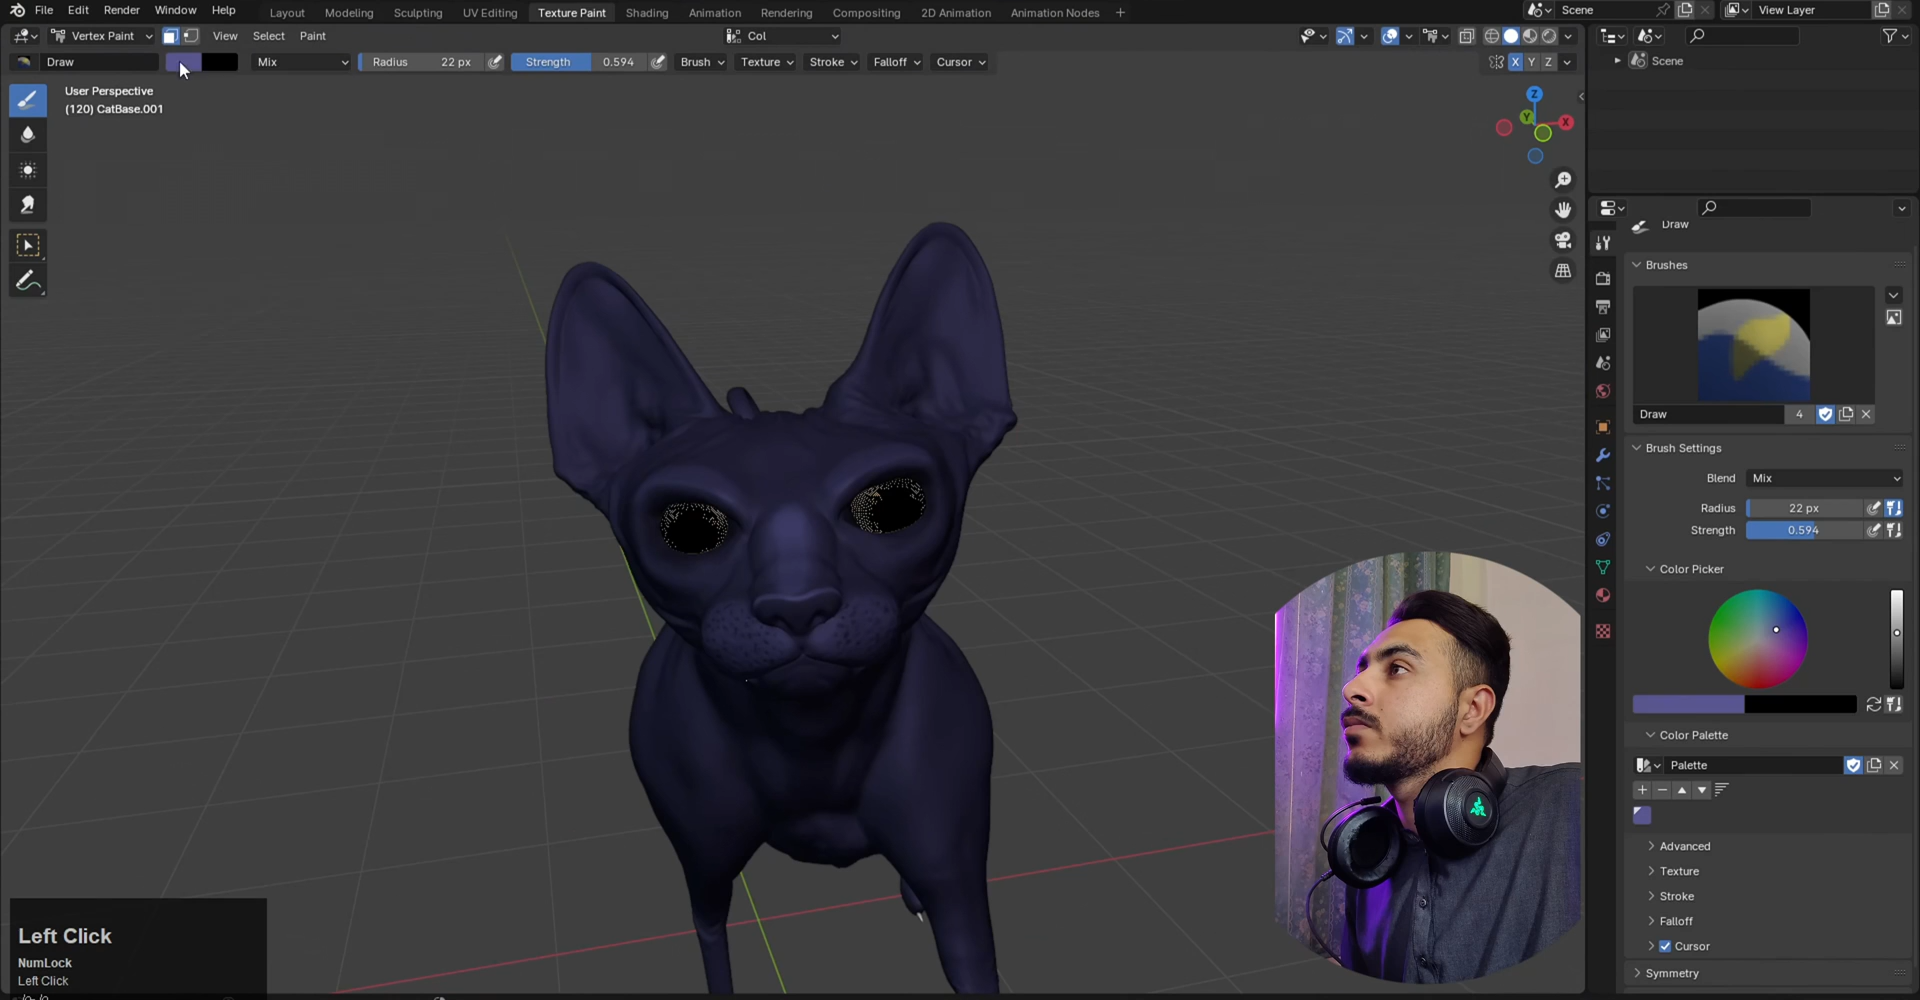 File Edit Render Window Help Layout Modeling Sculpting UV Editing Texture Paint Shading Animation Rendering Compositing 2D Animation Animation Nodes + Scene View Layer
Vertex Paint View Select Paint Col
Draw Mix Radius 22 px Strength 0.594 Brush Texture Stroke Falloff Cursor X Y Z
Scene
User Perspective
(120) CatBase.001
Z
Y
X
Draw
Brushes
Draw 4
Brush Settings
Blend Mix
Radius 22 px
Strength 0.594
Color Picker
Color Palette
Palette
Advanced
Texture
Stroke
Falloff
Cursor
Symmetry
Left Click
NumLock
Left Click